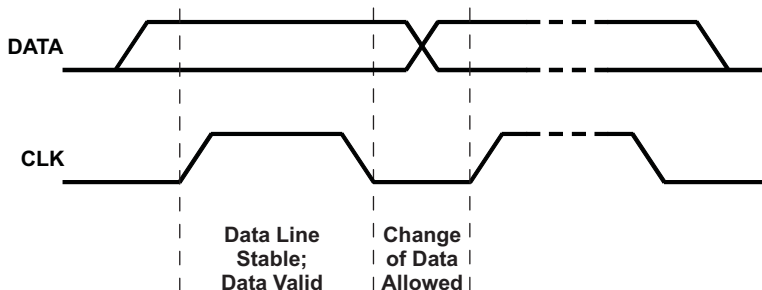 DATA
CLK
Data Line
Stable;
Data Valid
Change
of Data
Allowed